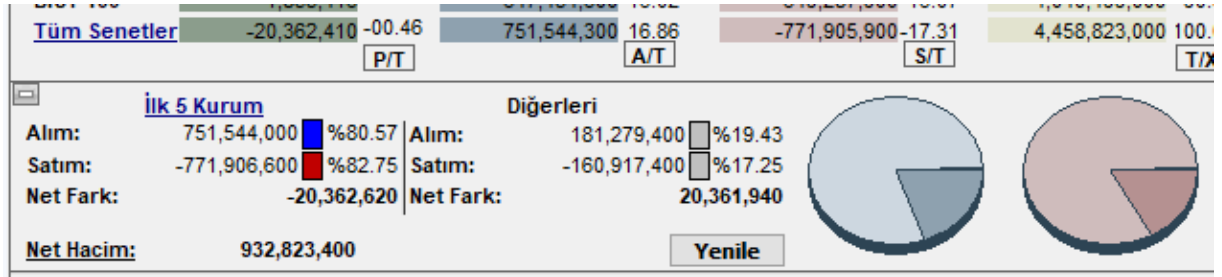 Tüm Senetler -20,362,410 -00.46 751,544,300 16.86 -771,905,900 -17.31 4,458,823,000 100.
P/T A/T S/T T/X
İlk 5 Kurum Diğerleri
Alım: 751,544,000 %80.57 Alım: 181,279,400 %19.43
Satım: -771,906,600 %82.75 Satım: -160,917,400 %17.25
Net Fark: -20,362,620 Net Fark: 20,361,940
Net Hacim: 932,823,400 Yenile